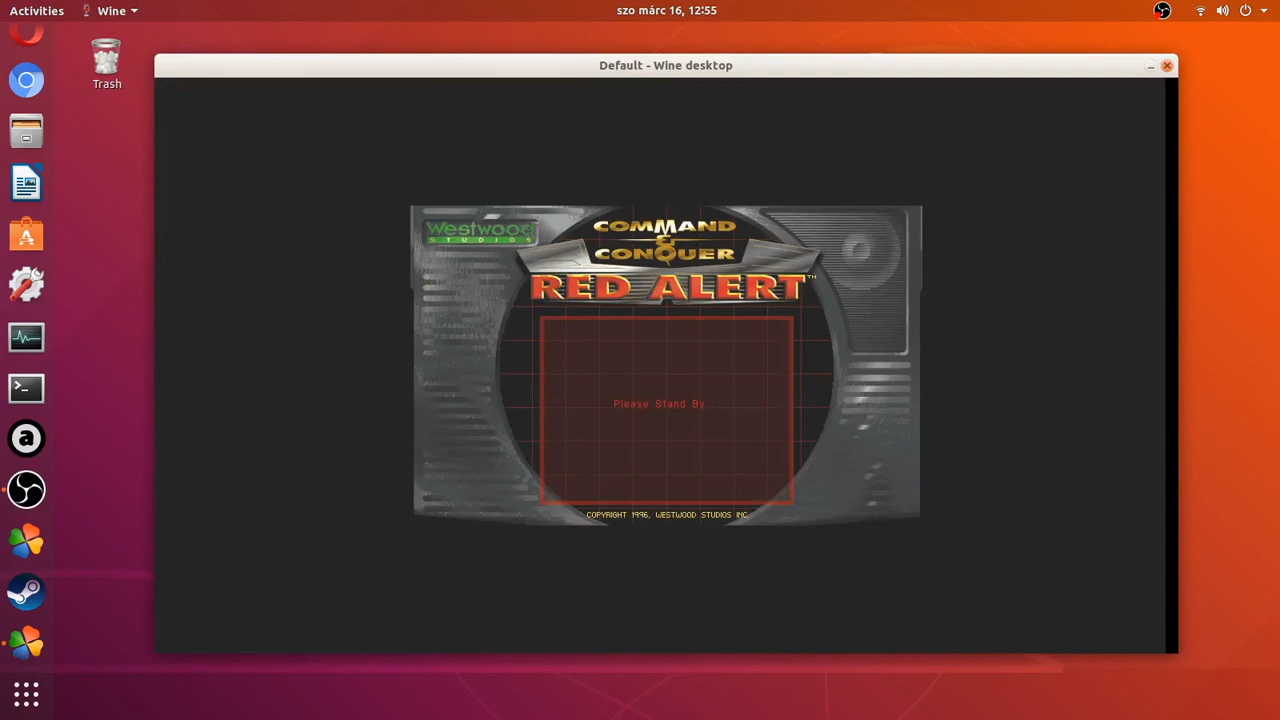 Activities
Wine
szo márc 16, 12:55
Trash
Default - Wine desktop
Westwood
STUDIOS
COMMAND
&
CONQUER
RED ALERT™
Please Stand By...
COPYRIGHT 1996, WESTWOOD STUDIOS INC.